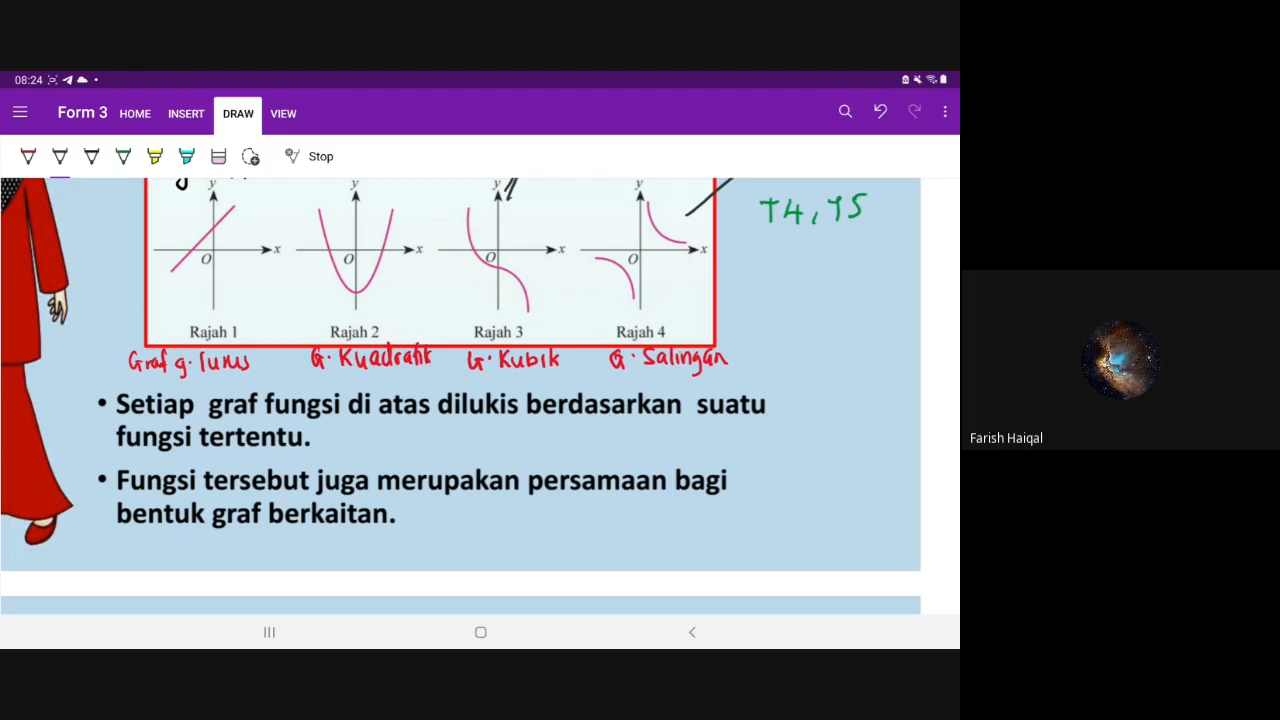 08:24
Form 3 HOME INSERT DRAW VIEW
Stop
y y y y
T4, T5
x x x x
O O O O
Rajah 1 Rajah 2 Rajah 3 Rajah 4
Graf g. lurus G. Kuadratik G. Kubik G. Salingan
• Setiap graf fungsi di atas dilukis berdasarkan suatu
fungsi tertentu.
• Fungsi tersebut juga merupakan persamaan bagi
bentuk graf berkaitan.
Farish Haiqal